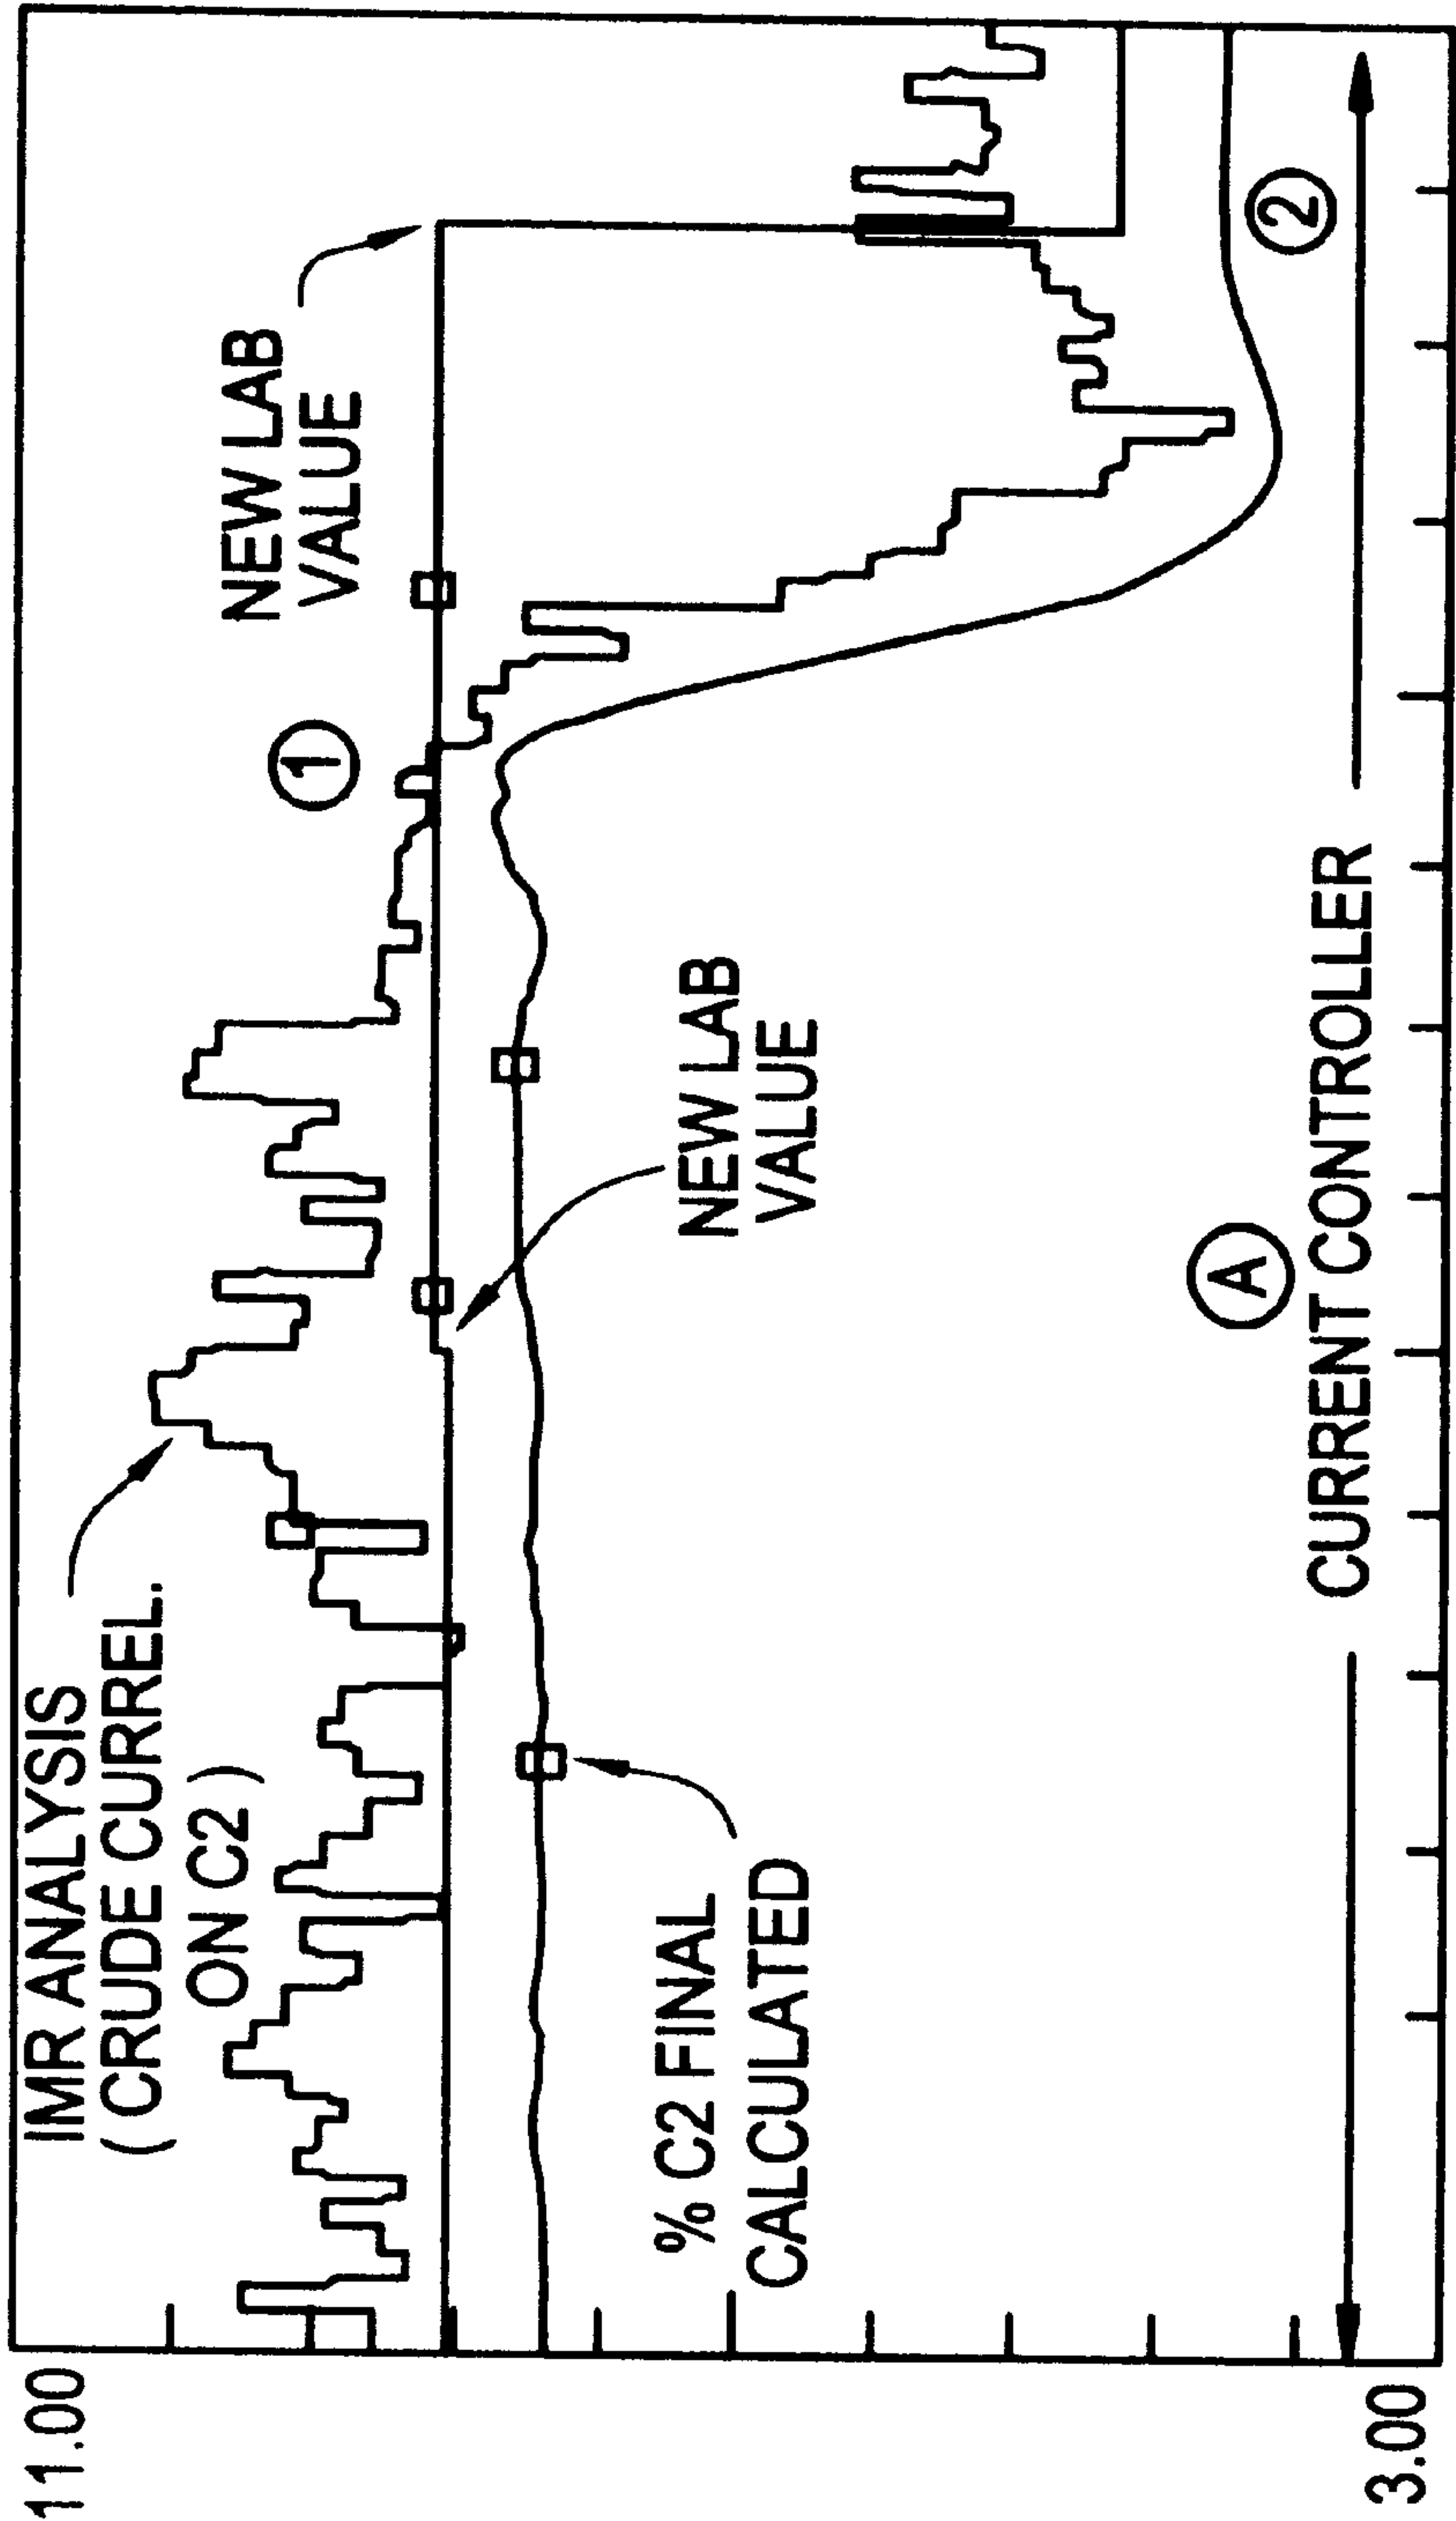 11.00
IMR ANALYSIS
( CRUDE CURREL.
ON C2 )
NEW LAB
VALUE
1
NEW LAB
VALUE
% C2 FINAL
CALCULATED
A
2
CURRENT CONTROLLER
3.00